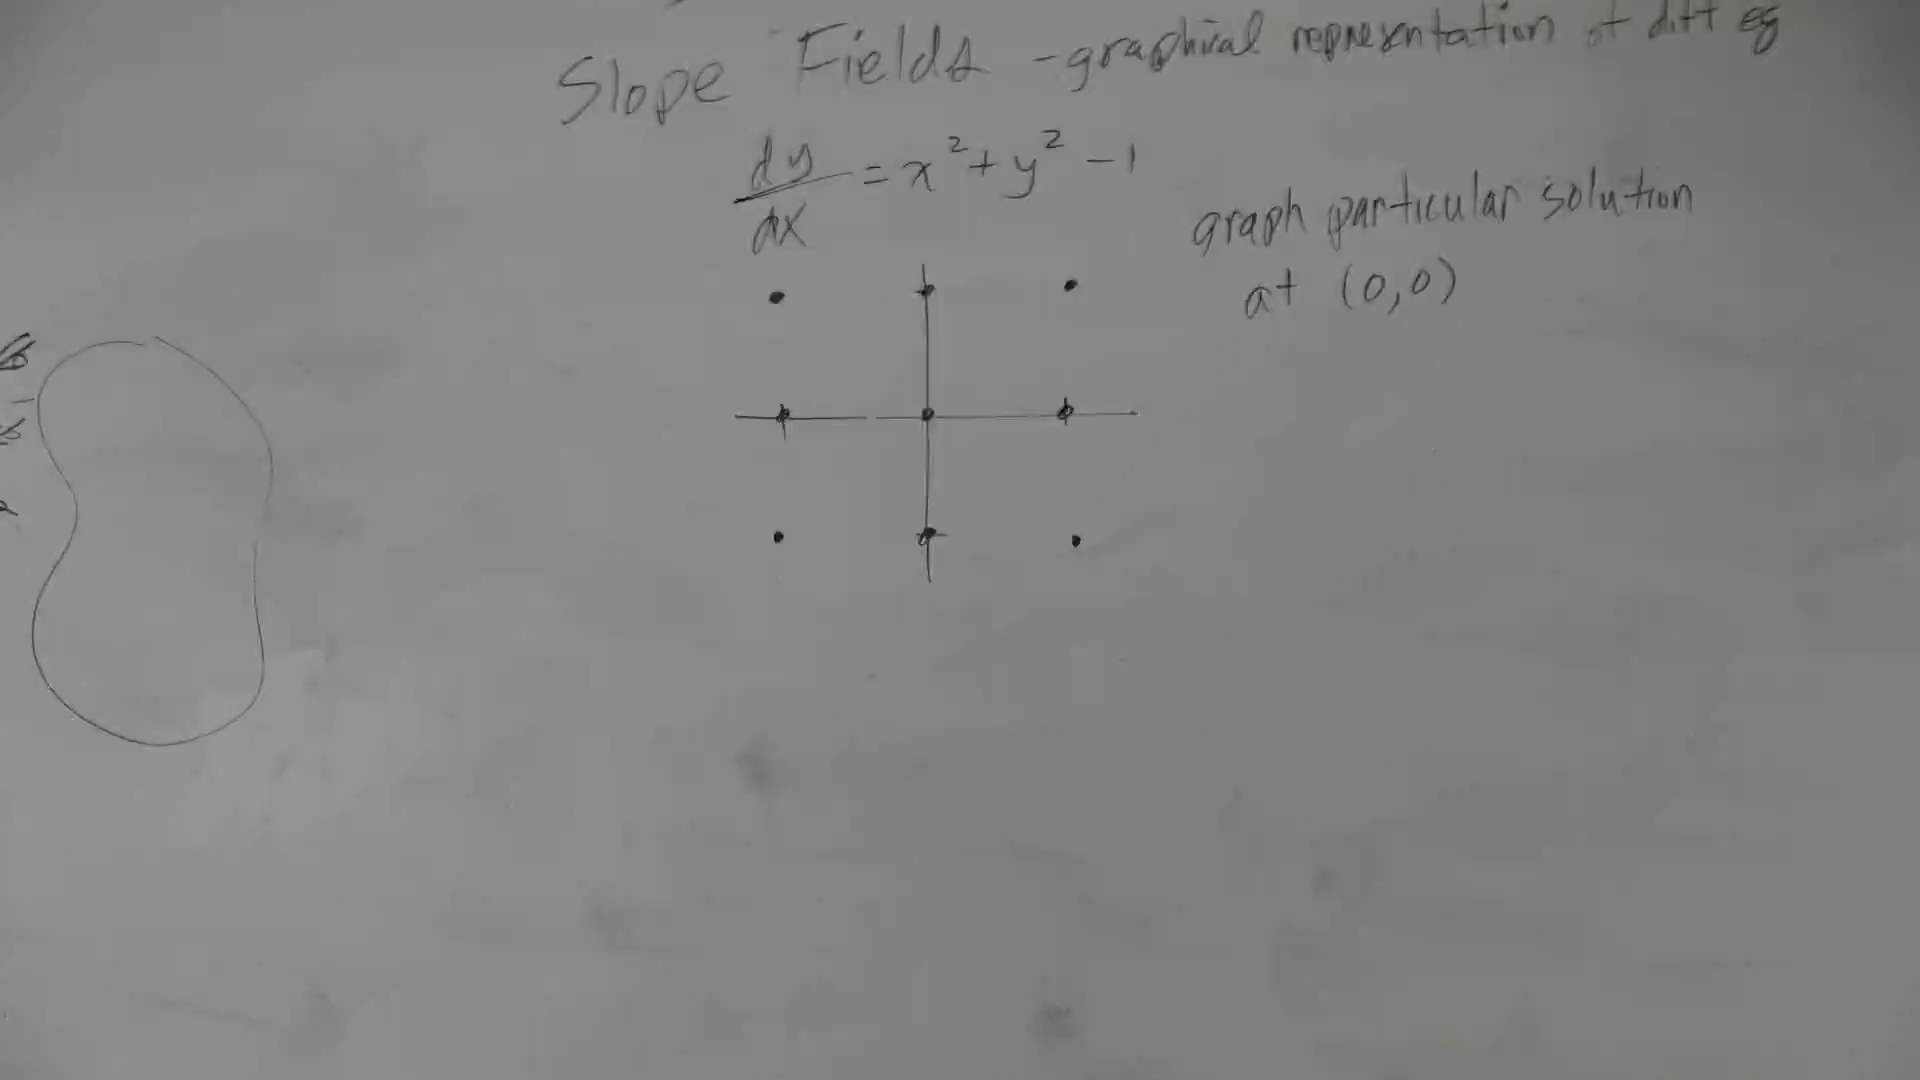 Slope Fields - graphical representation of diff eq
dy/dx = x² + y² - 1
graph particular solution
at (0,0)